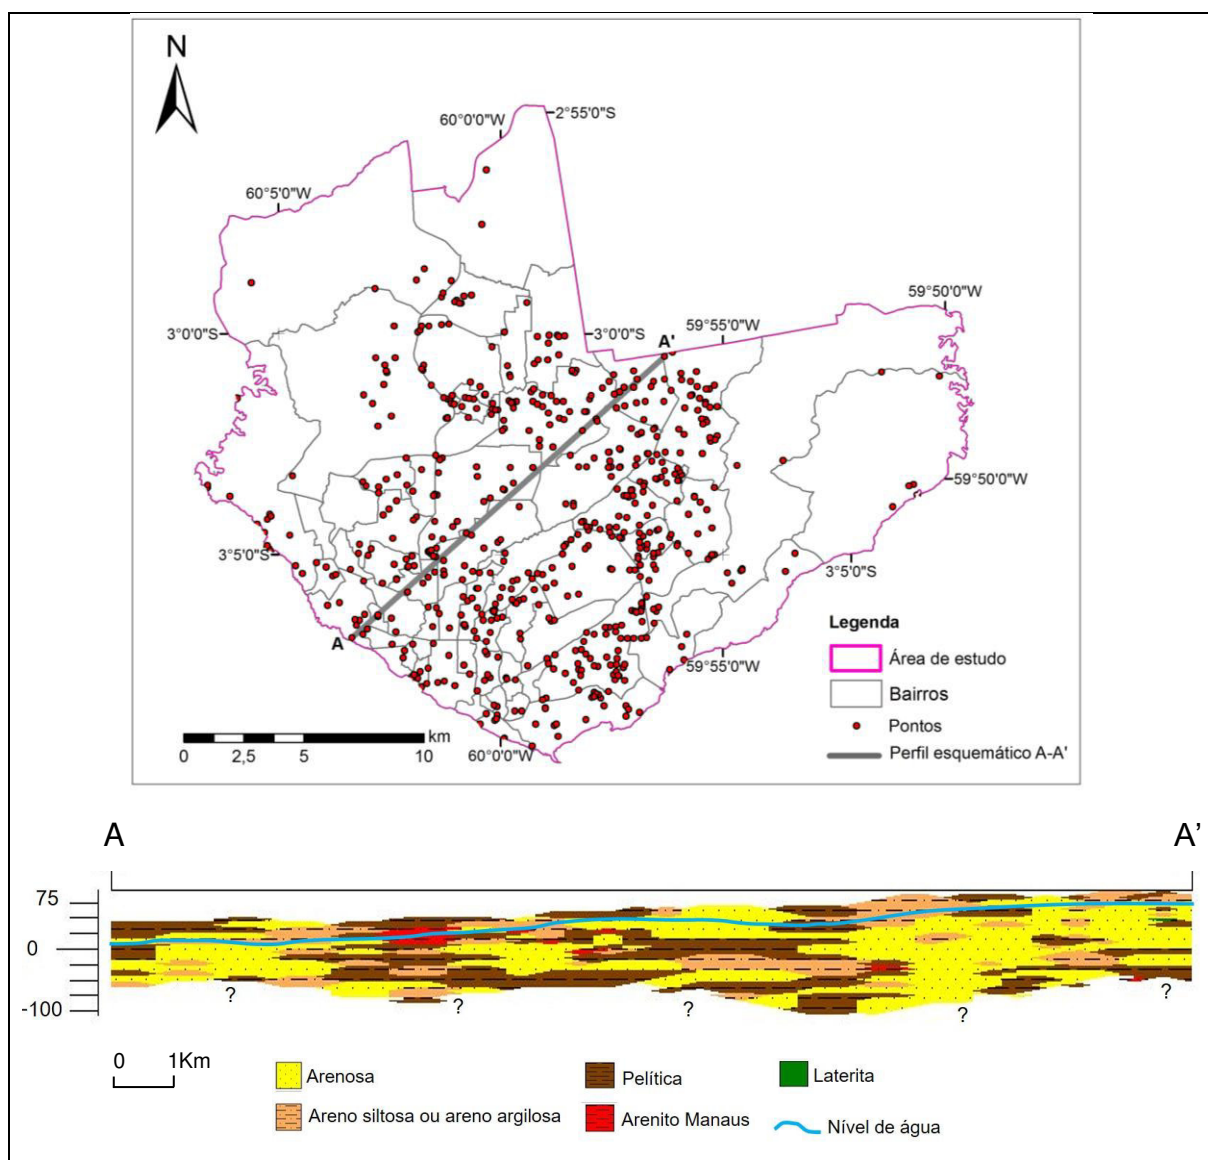 N
60°0'0"W
2°55'0"S
60°5'0"W
59°50'0"W
3°0'0"S
3°0'0"S
59°55'0"W
A'
59°50'0"W
3°5'0"S
3°5'0"S
A
59°55'0"W
60°0'0"W
Legenda
Área de estudo
Bairros
Pontos
Perfil esquemático A-A'
km
0 2,5 5 10
A A’
75
0
-100
? ? ? ? ?
0 1Km
Arenosa Pelítica Laterita
Areno siltosa ou areno argilosa Arenito Manaus Nível de água